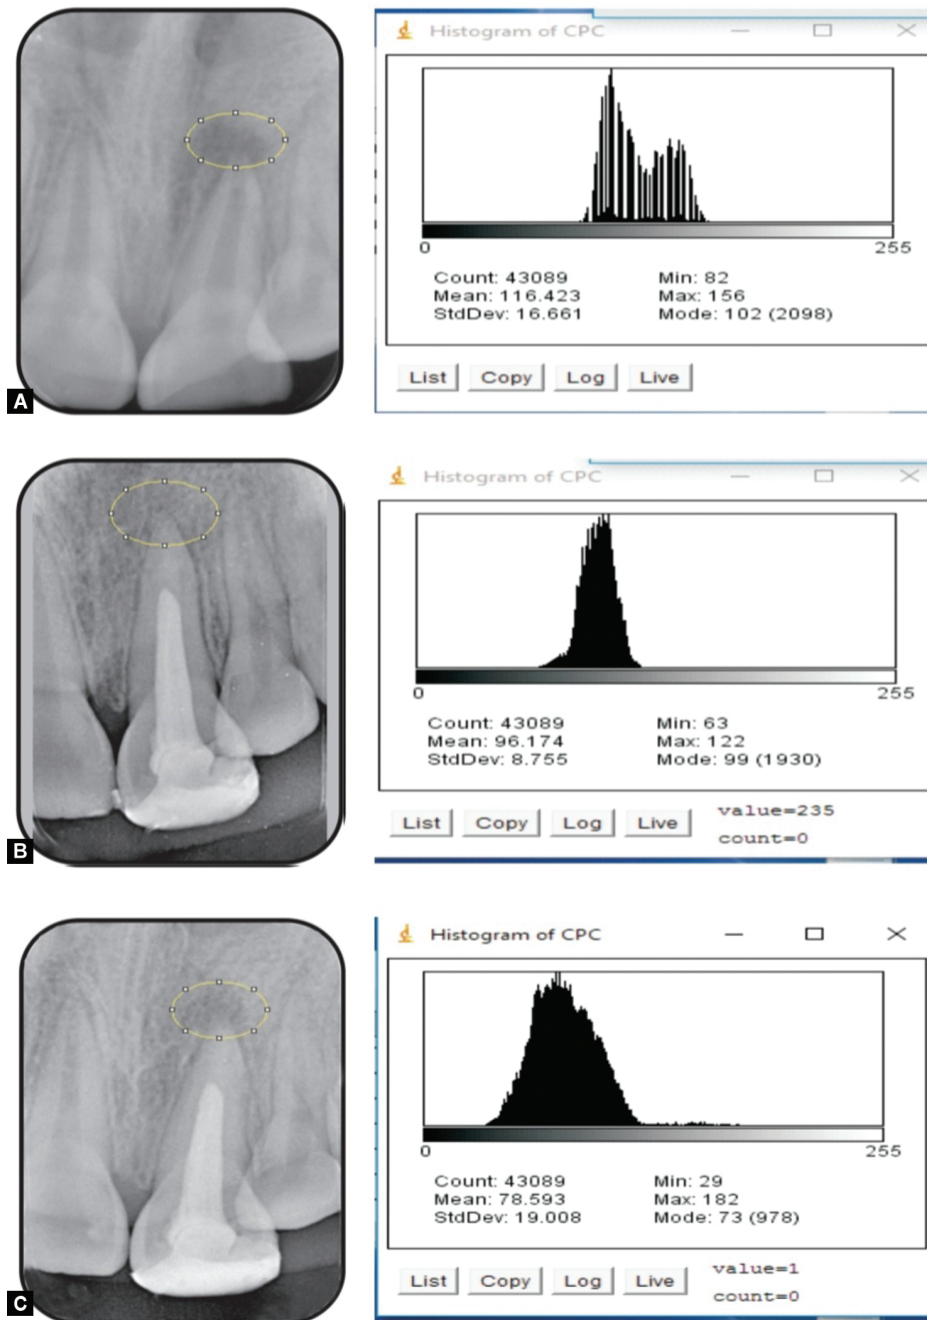 Histogram of CPC
0 255
Count: 43089 Min: 82
Mean: 116.423 Max: 156
StdDev: 16.661 Mode: 102 (2098)
List Copy Log Live
A
Histogram of CPC
0 255
Count: 43089 Min: 63
Mean: 96.174 Max: 122
StdDev: 8.755 Mode: 99 (1930)
List Copy Log Live value=235
count=0
B
Histogram of CPC
0 255
Count: 43089 Min: 29
Mean: 78.593 Max: 182
StdDev: 19.008 Mode: 73 (978)
List Copy Log Live value=1
count=0
C